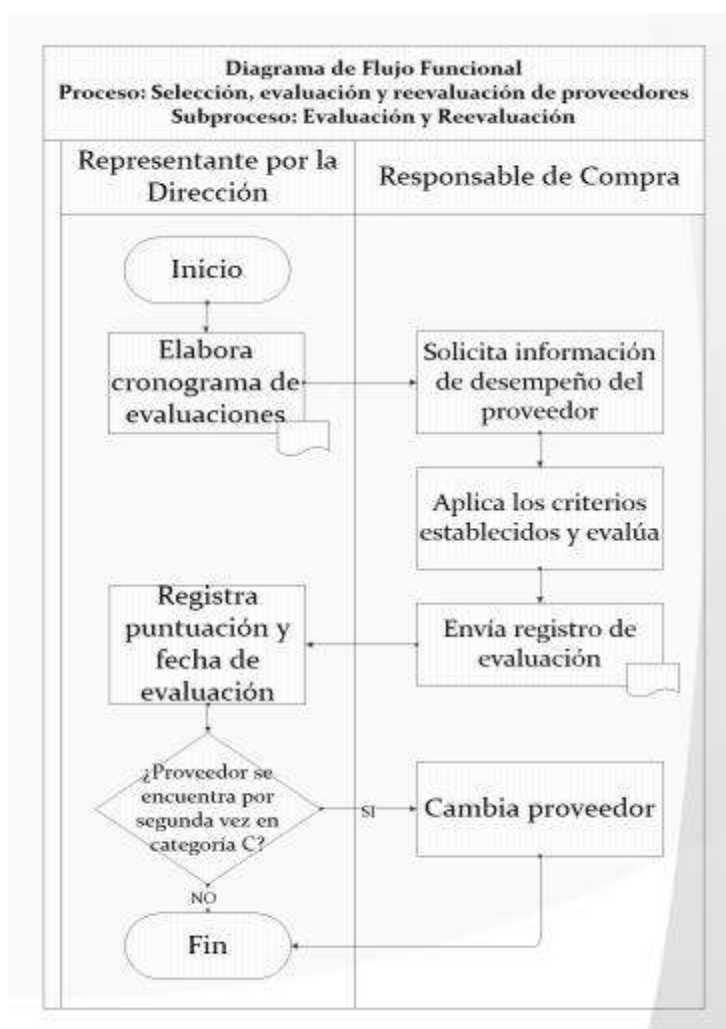 Diagrama de Flujo Funcional
Proceso: Selección, evaluación y reevaluación de proveedores
Subproceso: Evaluación y Reevaluación
Representante por la
Dirección
Responsable de Compra
Inicio
Elabora
cronograma de
evaluaciones
Solicita información
de desempeño del
proveedor
Aplica los criterios
establecidos y evalúa
Envía registro de
evaluación
Registra
puntuación y
fecha de
evaluación
¿Proveedor se
encuentra por
segunda vez en
categoría C?
SI
Cambia proveedor
NO
Fin